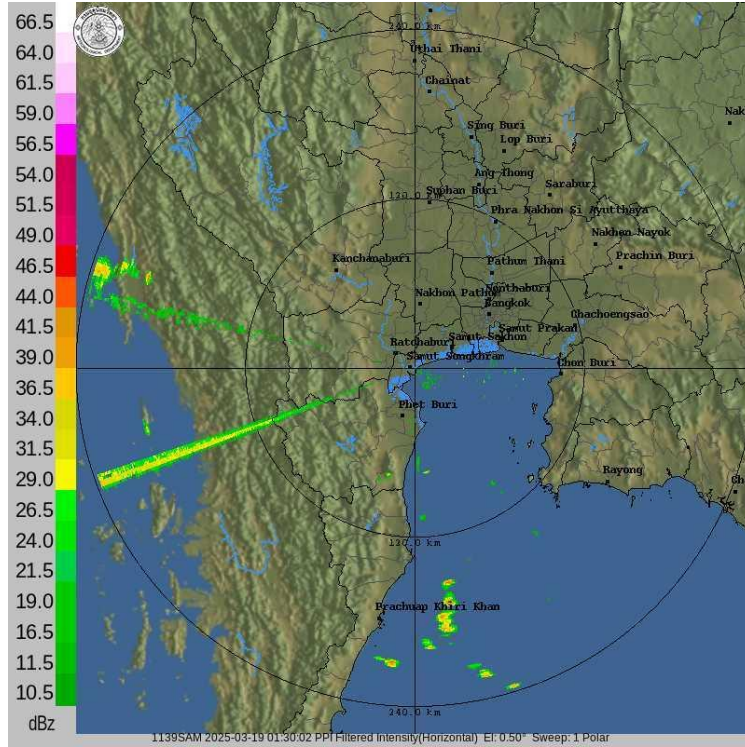 66.5
64.0
61.5
59.0
56.5
54.0
51.5
49.0
46.5
44.0
41.5
39.0
36.5
34.0
31.5
29.0
26.5
24.0
21.5
19.0
16.5
11.5
10.5
dBz
240.0 km
Uthai Thani
Chainat
Nak
Sing Buri
Lop Buri
Ang Thong
Saraburi
Suphan Buri
120.0 km
Phra Nakhon Si Ayutthaya
Nakhon Nayok
Kanchanaburi
Pathum Thani
Prachin Buri
Nonthaburi
Nakhon Pathom
Bangkok
Chachoengsao
Samut Prakan
Samut Sakhon
Ratchaburi
Samut Songkhram
Chon Buri
Phet Buri
Rayong
Ch
120.0 km
Prachuap Khiri Khan
240.0 km
1139SAM 2025-03-19 01:30:02 PPI Filtered Intensity(Horizontal) El: 0.50° Sweep: 1 Polar